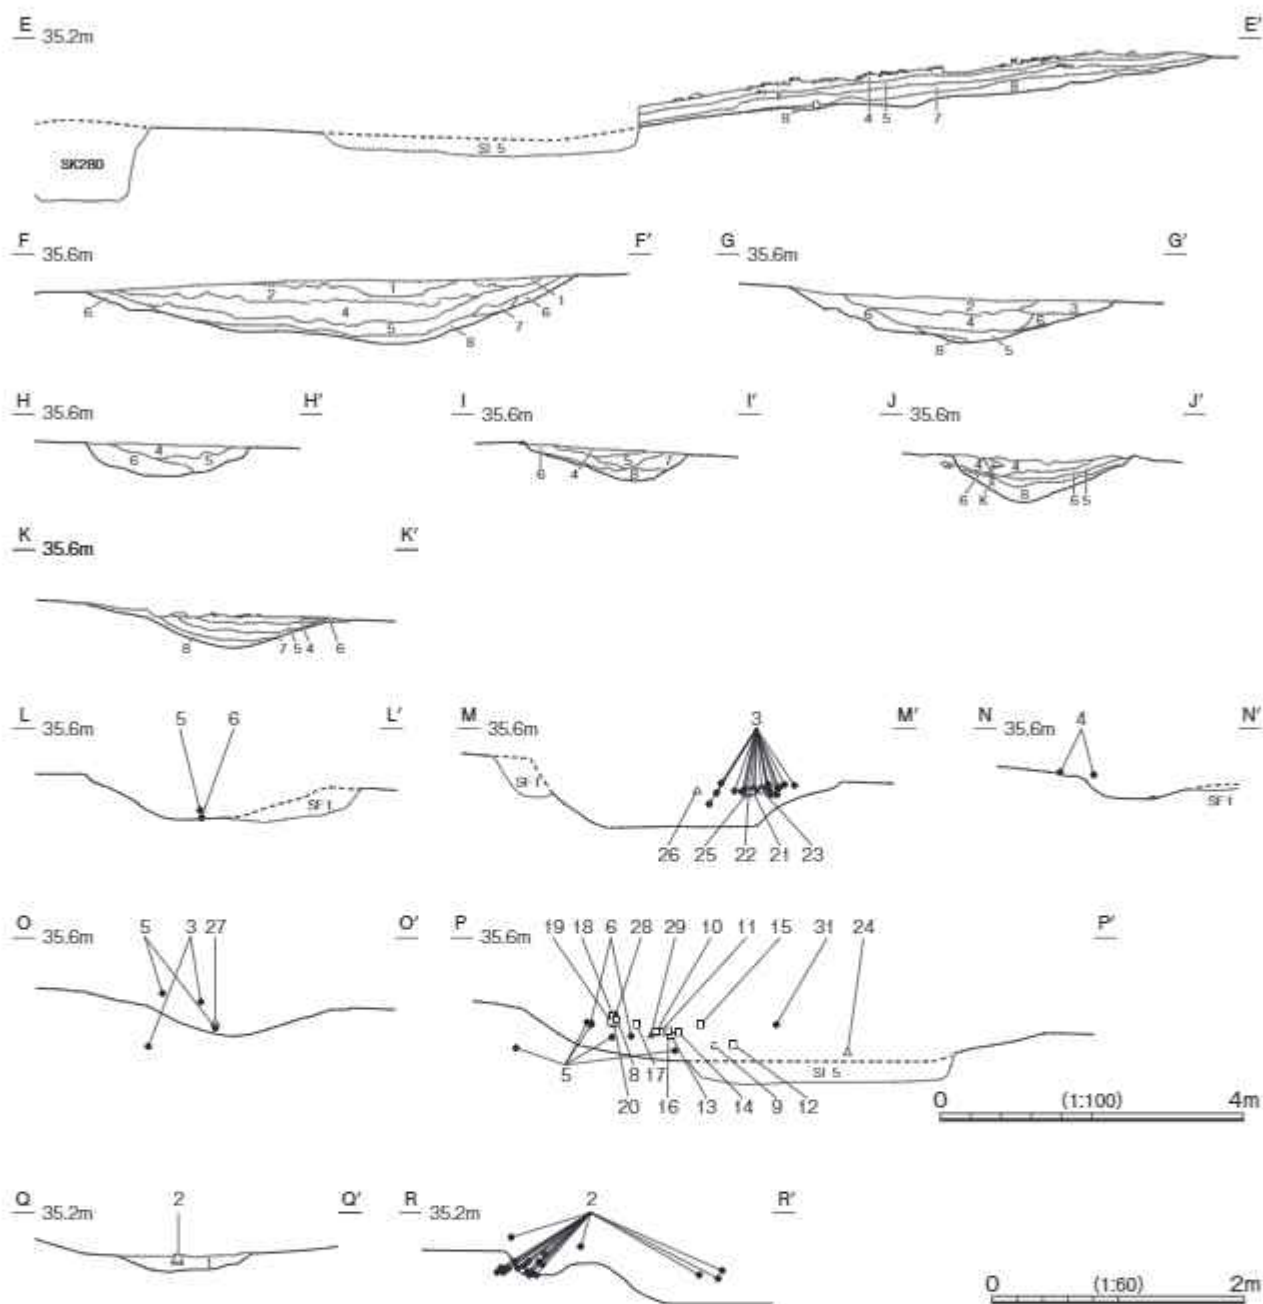 E E′
35.2m
SK280
SI 5
8 4 5 7
8
F F′ G G′
35.6m 35.6m
1
2
4
5
6 1 6 7 8
2
3
4
6 6
8 5
H H′ I I′ J J′
35.6m 35.6m 35.6m
4
6 5
5 7
6 4 8
4 4
6 K 8 6 5
K K′
35.6m
8 7 5 4 6
L 5 6 L′ M 3 M′ N 4 N′
35.6m 35.6m 35.6m
SF1 SF1 SF1
26 25 22 21 23
O 5 3 27 O′ P 19 18 6 28 29 10 11 15 31 24 P′
35.6m 35.6m
SI 5
5 8 17
20 16 13 14 9 12
0 (1:100) 4m
Q 2 Q′ R 2 R′
35.2m 35.2m
1
0 (1:60) 2m